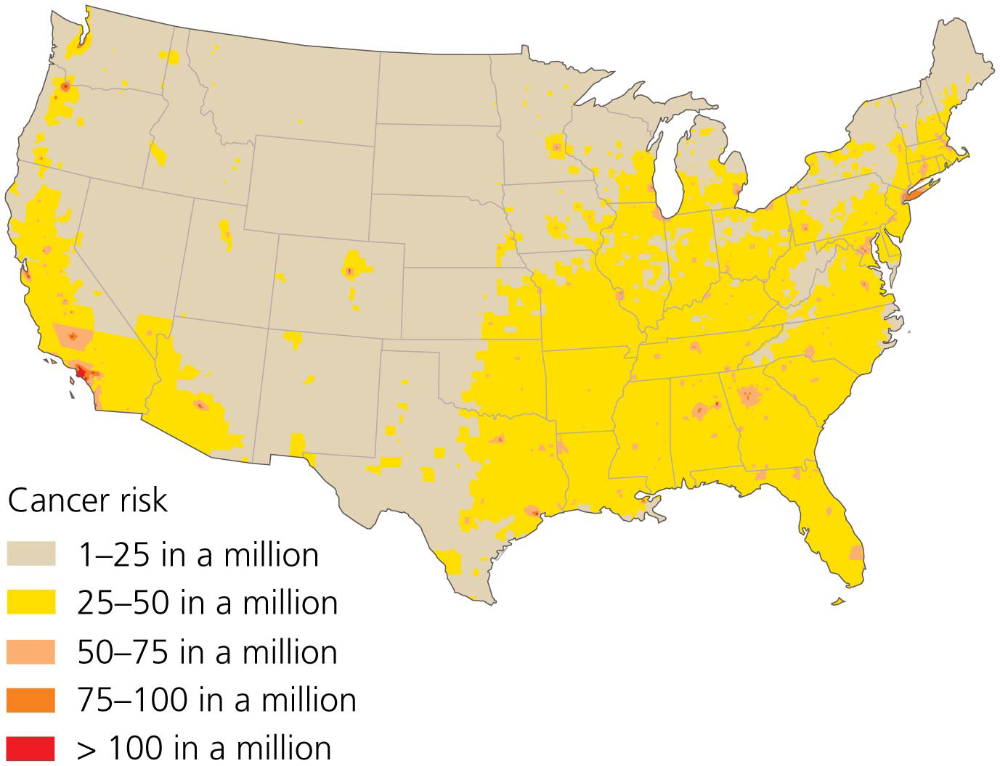 Cancer risk
1–25 in a million
25–50 in a million
50–75 in a million
75–100 in a million
> 100 in a million